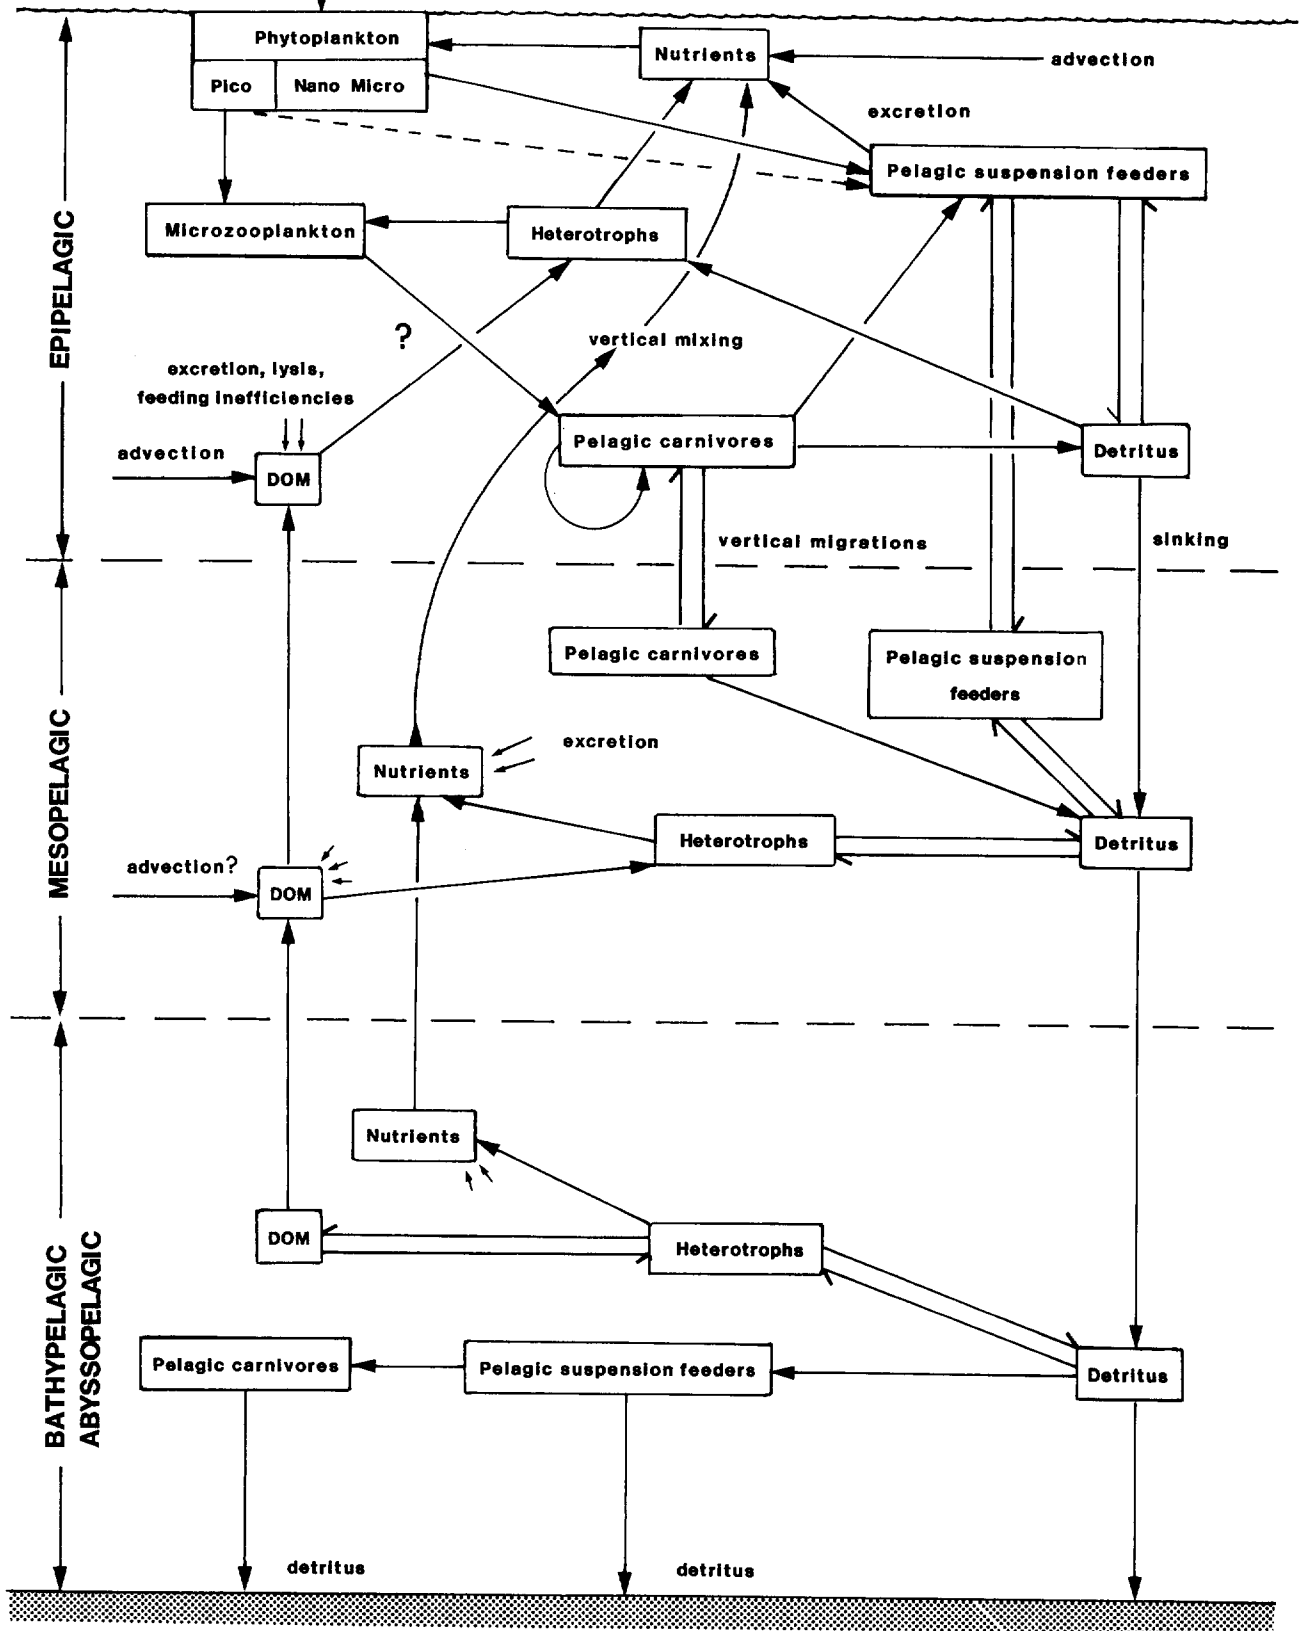 Phytoplankton
Pico
Nano Micro
Nutrients
advection
excretion
Pelagic suspension feeders
Microzooplankton
Heterotrophs
EPIPELAGIC
?
vertical mixing
excretion, lysis,
feeding inefficiencies
advection
DOM
Pelagic carnivores
Detritus
vertical migrations
sinking
MESOPELAGIC
Pelagic carnivores
Pelagic suspension
feeders
excretion
Nutrients
Heterotrophs
Detritus
advection?
DOM
BATHYPELAGIC
ABYSSOPELAGIC
Nutrients
DOM
Heterotrophs
Pelagic carnivores
Pelagic suspension feeders
Detritus
detritus
detritus